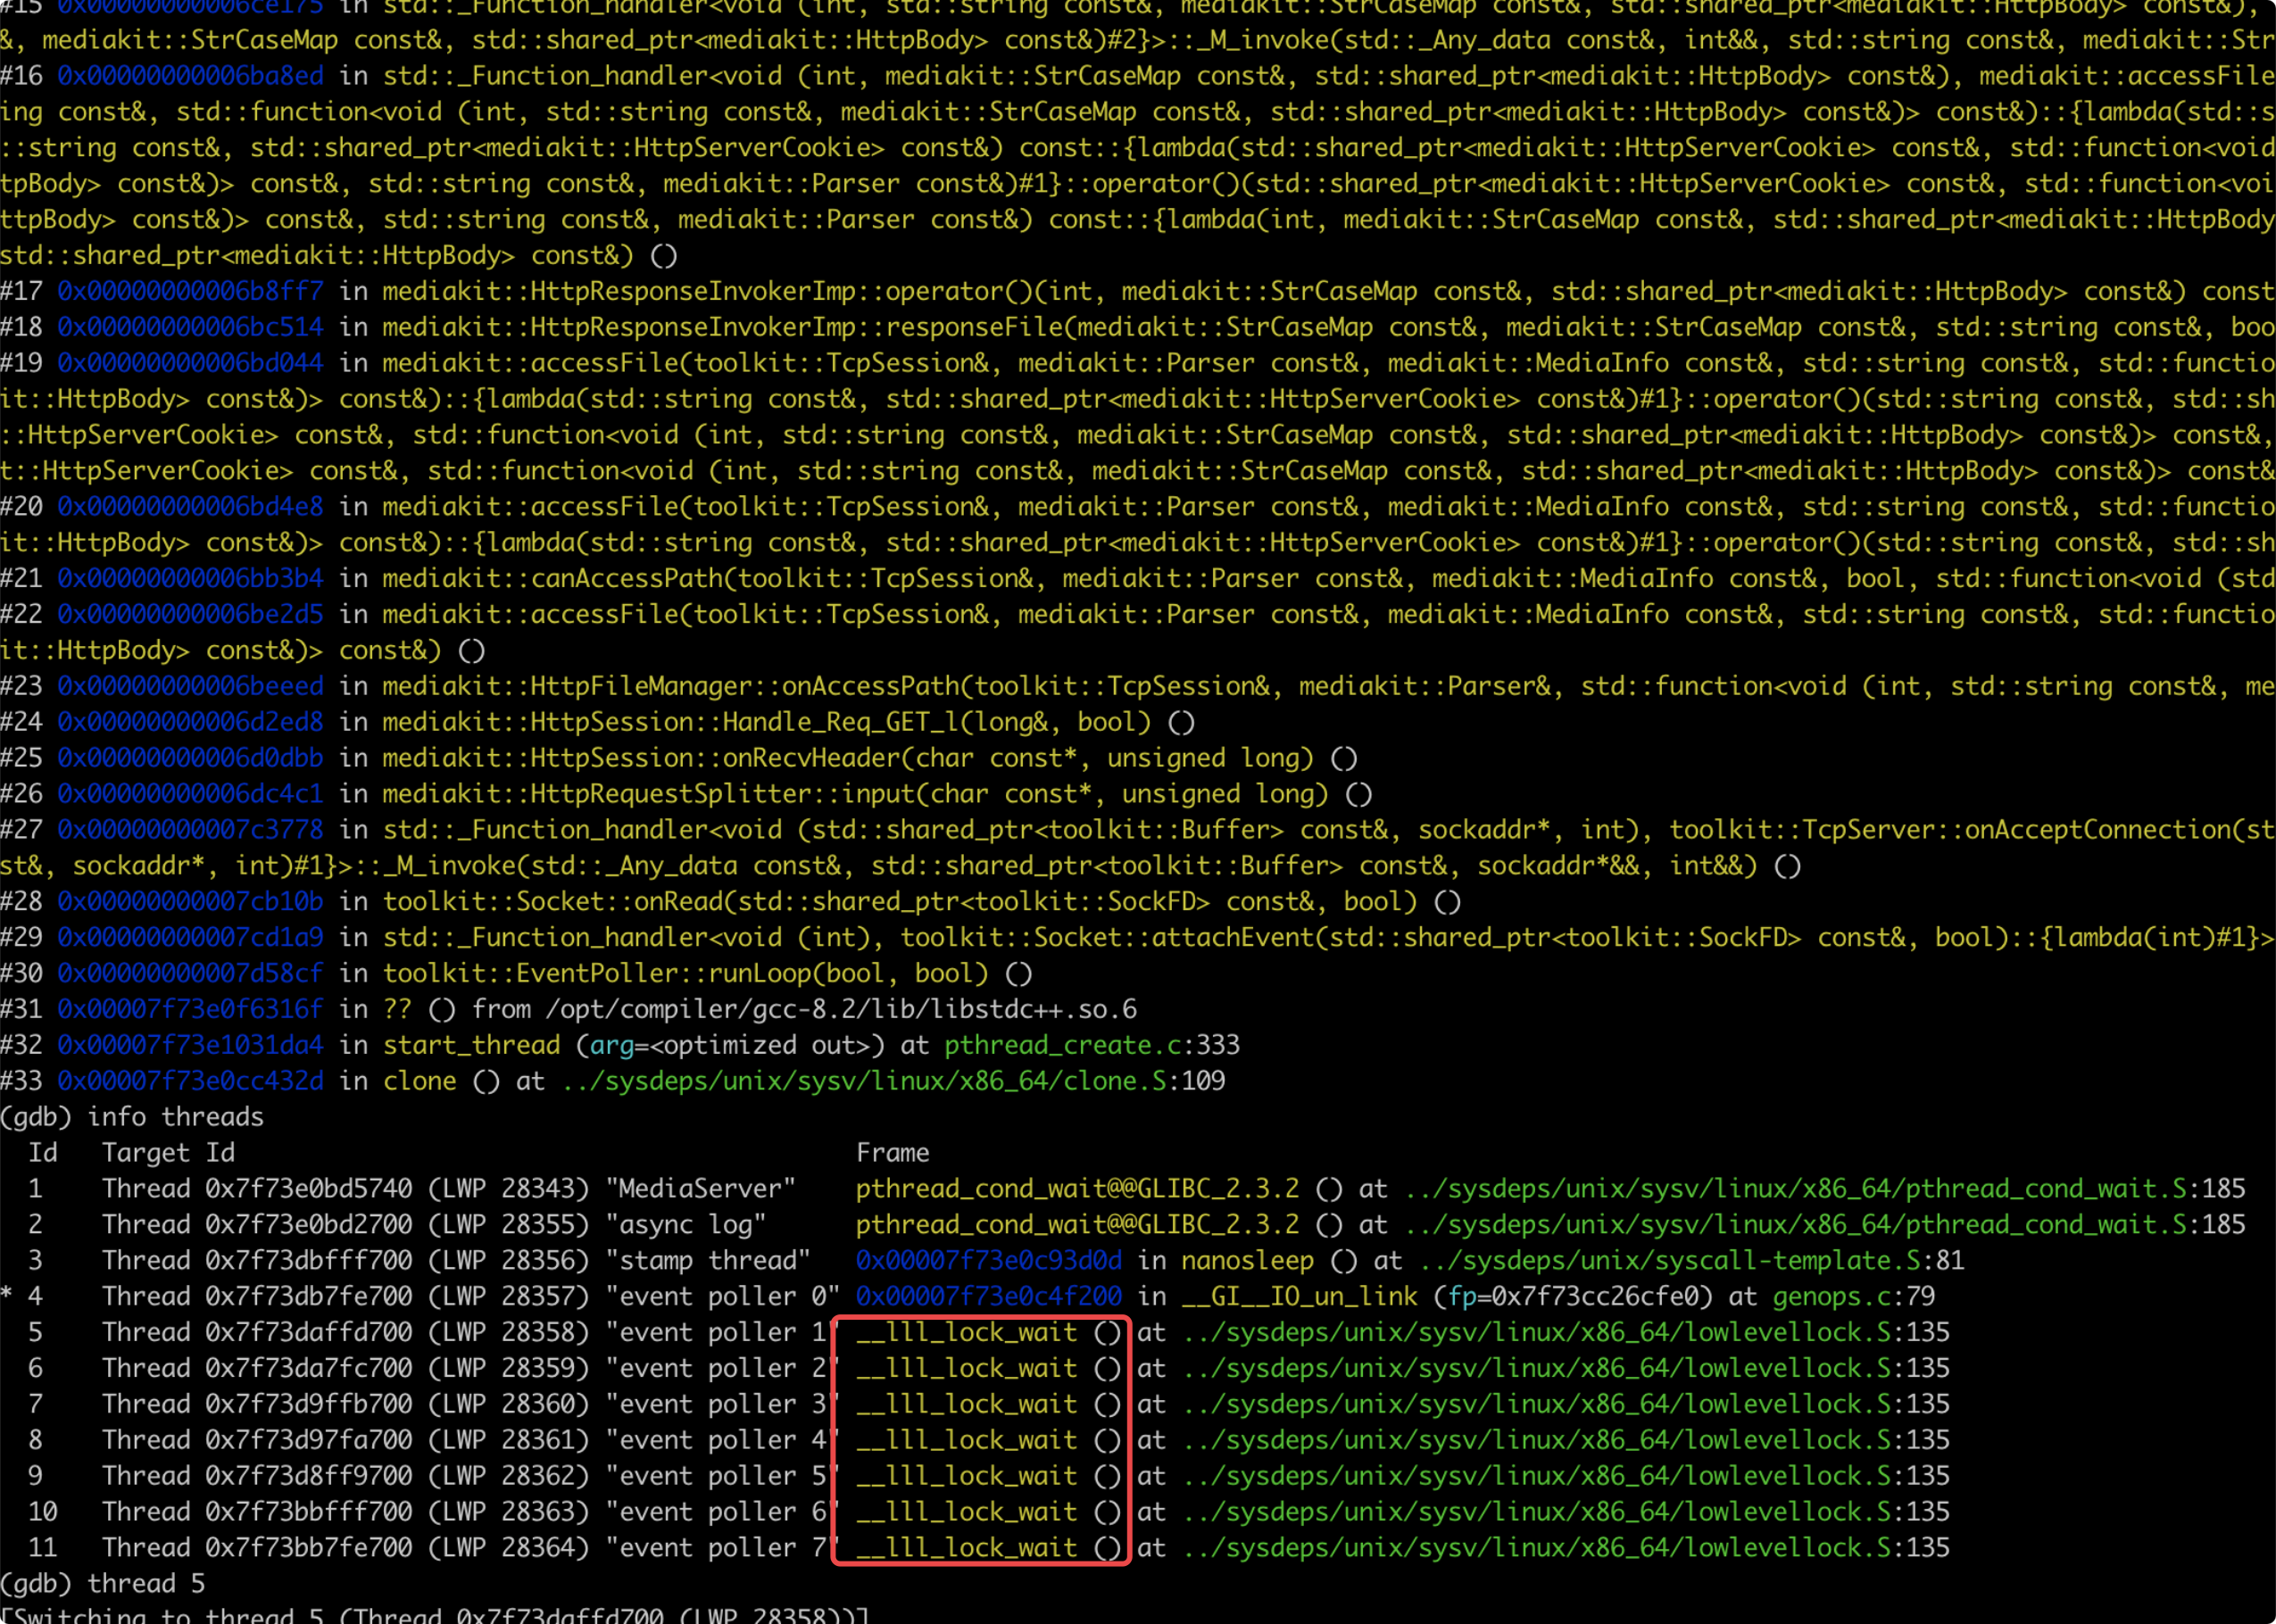 #15 0x00000000006ce175 in std::_Function_handler<void (int, std::string const&, mediakit::StrCaseMap const&, std::shared_ptr<mediakit::HttpBody> const&),
&, mediakit::StrCaseMap const&, std::shared_ptr<mediakit::HttpBody> const&)#2}>::_M_invoke(std::_Any_data const&, int&&, std::string const&, mediakit::Str
#16 0x00000000006ba8ed in std::_Function_handler<void (int, mediakit::StrCaseMap const&, std::shared_ptr<mediakit::HttpBody> const&), mediakit::accessFile
ing const&, std::function<void (int, std::string const&, mediakit::StrCaseMap const&, std::shared_ptr<mediakit::HttpBody> const&)> const&)::{lambda(std::s
::string const&, std::shared_ptr<mediakit::HttpServerCookie> const&) const::{lambda(std::shared_ptr<mediakit::HttpServerCookie> const&, std::function<void
tpBody> const&)> const&, std::string const&, mediakit::Parser const&)#1}::operator()(std::shared_ptr<mediakit::HttpServerCookie> const&, std::function<voi
ttpBody> const&)> const&, std::string const&, mediakit::Parser const&) const::{lambda(int, mediakit::StrCaseMap const&, std::shared_ptr<mediakit::HttpBody
std::shared_ptr<mediakit::HttpBody> const&) ()
#17 0x00000000006b8ff7 in mediakit::HttpResponseInvokerImp::operator()(int, mediakit::StrCaseMap const&, std::shared_ptr<mediakit::HttpBody> const&) const
#18 0x00000000006bc514 in mediakit::HttpResponseInvokerImp::responseFile(mediakit::StrCaseMap const&, mediakit::StrCaseMap const&, std::string const&, boo
#19 0x00000000006bd044 in mediakit::accessFile(toolkit::TcpSession&, mediakit::Parser const&, mediakit::MediaInfo const&, std::string const&, std::functio
it::HttpBody> const&)> const&)::{lambda(std::string const&, std::shared_ptr<mediakit::HttpServerCookie> const&)#1}::operator()(std::string const&, std::sh
::HttpServerCookie> const&, std::function<void (int, std::string const&, mediakit::StrCaseMap const&, std::shared_ptr<mediakit::HttpBody> const&)> const&,
t::HttpServerCookie> const&, std::function<void (int, std::string const&, mediakit::StrCaseMap const&, std::shared_ptr<mediakit::HttpBody> const&)> const&
#20 0x00000000006bd4e8 in mediakit::accessFile(toolkit::TcpSession&, mediakit::Parser const&, mediakit::MediaInfo const&, std::string const&, std::functio
it::HttpBody> const&)> const&)::{lambda(std::string const&, std::shared_ptr<mediakit::HttpServerCookie> const&)#1}::operator()(std::string const&, std::sh
#21 0x00000000006bb3b4 in mediakit::canAccessPath(toolkit::TcpSession&, mediakit::Parser const&, mediakit::MediaInfo const&, bool, std::function<void (std
#22 0x00000000006be2d5 in mediakit::accessFile(toolkit::TcpSession&, mediakit::Parser const&, mediakit::MediaInfo const&, std::string const&, std::functio
it::HttpBody> const&)> const&) ()
#23 0x00000000006beeed in mediakit::HttpFileManager::onAccessPath(toolkit::TcpSession&, mediakit::Parser&, std::function<void (int, std::string const&, me
#24 0x00000000006d2ed8 in mediakit::HttpSession::Handle_Req_GET_l(long&, bool) ()
#25 0x00000000006d0dbb in mediakit::HttpSession::onRecvHeader(char const*, unsigned long) ()
#26 0x00000000006dc4c1 in mediakit::HttpRequestSplitter::input(char const*, unsigned long) ()
#27 0x00000000007c3778 in std::_Function_handler<void (std::shared_ptr<toolkit::Buffer> const&, sockaddr*, int), toolkit::TcpServer::onAcceptConnection(st
st&, sockaddr*, int)#1}>::_M_invoke(std::_Any_data const&, std::shared_ptr<toolkit::Buffer> const&, sockaddr*&&, int&&) ()
#28 0x00000000007cb10b in toolkit::Socket::onRead(std::shared_ptr<toolkit::SockFD> const&, bool) ()
#29 0x00000000007cd1a9 in std::_Function_handler<void (int), toolkit::Socket::attachEvent(std::shared_ptr<toolkit::SockFD> const&, bool)::{lambda(int)#1}>
#30 0x00000000007d58cf in toolkit::EventPoller::runLoop(bool, bool) ()
#31 0x00007f73e0f6316f in ?? () from /opt/compiler/gcc-8.2/lib/libstdc++.so.6
#32 0x00007f73e1031da4 in start_thread (arg=<optimized out>) at pthread_create.c:333
#33 0x00007f73e0cc432d in clone () at ../sysdeps/unix/sysv/linux/x86_64/clone.S:109
(gdb) info threads
Id Target Id Frame
1 Thread 0x7f73e0bd5740 (LWP 28343) "MediaServer" pthread_cond_wait@@GLIBC_2.3.2 () at ../sysdeps/unix/sysv/linux/x86_64/pthread_cond_wait.S:185
2 Thread 0x7f73e0bd2700 (LWP 28355) "async log" pthread_cond_wait@@GLIBC_2.3.2 () at ../sysdeps/unix/sysv/linux/x86_64/pthread_cond_wait.S:185
3 Thread 0x7f73dbfff700 (LWP 28356) "stamp thread" 0x00007f73e0c93d0d in nanosleep () at ../sysdeps/unix/syscall-template.S:81
* 4 Thread 0x7f73db7fe700 (LWP 28357) "event poller 0" 0x00007f73e0c4f200 in __GI__IO_un_link (fp=0x7f73cc26cfe0) at genops.c:79
5 Thread 0x7f73daffd700 (LWP 28358) "event poller 1" __lll_lock_wait () at ../sysdeps/unix/sysv/linux/x86_64/lowlevellock.S:135
6 Thread 0x7f73da7fc700 (LWP 28359) "event poller 2" __lll_lock_wait () at ../sysdeps/unix/sysv/linux/x86_64/lowlevellock.S:135
7 Thread 0x7f73d9ffb700 (LWP 28360) "event poller 3" __lll_lock_wait () at ../sysdeps/unix/sysv/linux/x86_64/lowlevellock.S:135
8 Thread 0x7f73d97fa700 (LWP 28361) "event poller 4" __lll_lock_wait () at ../sysdeps/unix/sysv/linux/x86_64/lowlevellock.S:135
9 Thread 0x7f73d8ff9700 (LWP 28362) "event poller 5" __lll_lock_wait () at ../sysdeps/unix/sysv/linux/x86_64/lowlevellock.S:135
10 Thread 0x7f73bbfff700 (LWP 28363) "event poller 6" __lll_lock_wait () at ../sysdeps/unix/sysv/linux/x86_64/lowlevellock.S:135
11 Thread 0x7f73bb7fe700 (LWP 28364) "event poller 7" __lll_lock_wait () at ../sysdeps/unix/sysv/linux/x86_64/lowlevellock.S:135
(gdb) thread 5
[Switching to thread 5 (Thread 0x7f73daffd700 (LWP 28358))]